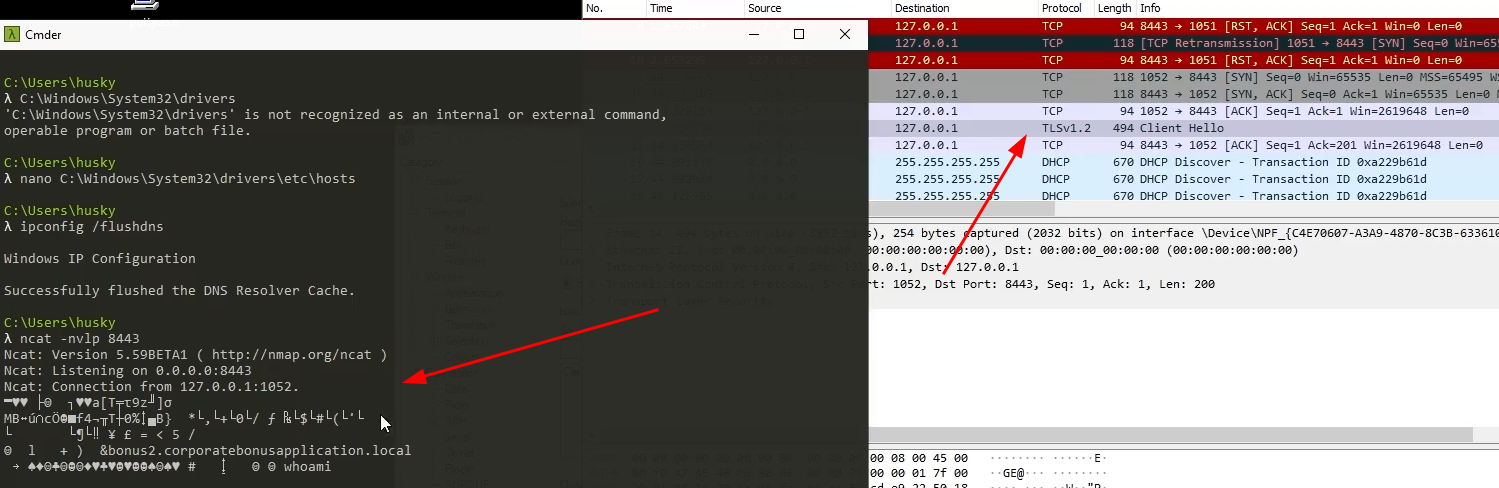 Cmder
C:\Users\husky
λ C:\Windows\System32\drivers
'C:\Windows\System32\drivers' is not recognized as an internal or external command,
operable program or batch file.
C:\Users\husky
λ nano C:\Windows\System32\drivers\etc\hosts
C:\Users\husky
λ ipconfig /flushdns
Windows IP Configuration
Successfully flushed the DNS Resolver Cache.
C:\Users\husky
λ ncat -nvlp 8443
Ncat: Version 5.59BETA1 ( http://nmap.org/ncat )
Ncat: Listening on 0.0.0.0:8443
Ncat: Connection from 127.0.0.1:1052.
&bonus2.corporatebonusapplication.local
whoami
No. Time Source Destination Protocol Length Info
127.0.0.1 TCP 94 8443 → 1051 [RST, ACK] Seq=1 Ack=1 Win=0 Len=0
127.0.0.1 TCP 118 [TCP Retransmission] 1051 → 8443 [SYN] Seq=0 Win=65
127.0.0.1 TCP 94 8443 → 1051 [RST, ACK] Seq=1 Ack=1 Win=0 Len=0
127.0.0.1 TCP 118 1052 → 8443 [SYN] Seq=0 Win=65535 Len=0 MSS=65495
127.0.0.1 TCP 118 8443 → 1052 [SYN, ACK] Seq=0 Ack=1 Win=65535 Len=0
127.0.0.1 TCP 94 1052 → 8443 [ACK] Seq=1 Ack=1 Win=2619648 Len=0
127.0.0.1 TLSv1.2 494 Client Hello
127.0.0.1 TCP 94 8443 → 1052 [ACK] Seq=1 Ack=201 Win=2619648 Len=0
255.255.255.255 DHCP 670 DHCP Discover - Transaction ID 0xa229b61d
255.255.255.255 DHCP 670 DHCP Discover - Transaction ID 0xa229b61d
255.255.255.255 DHCP 670 DHCP Discover - Transaction ID 0xa229b61d
), 254 bytes captured (2032 bits) on interface \Device\NPF_{C4E70607-A3A9-4870-8C3B-633610
00:00:00:00:00), Dst: 00:00:00_00:00:00 (00:00:00:00:00:00)
.0.0.1, Dst: 127.0.0.1
rt: 1052, Dst Port: 8443, Seq: 1, Ack: 1, Len: 200
00 08 00 45 00 ········ ······E·
00 00 01 7f 00 ··GE@···